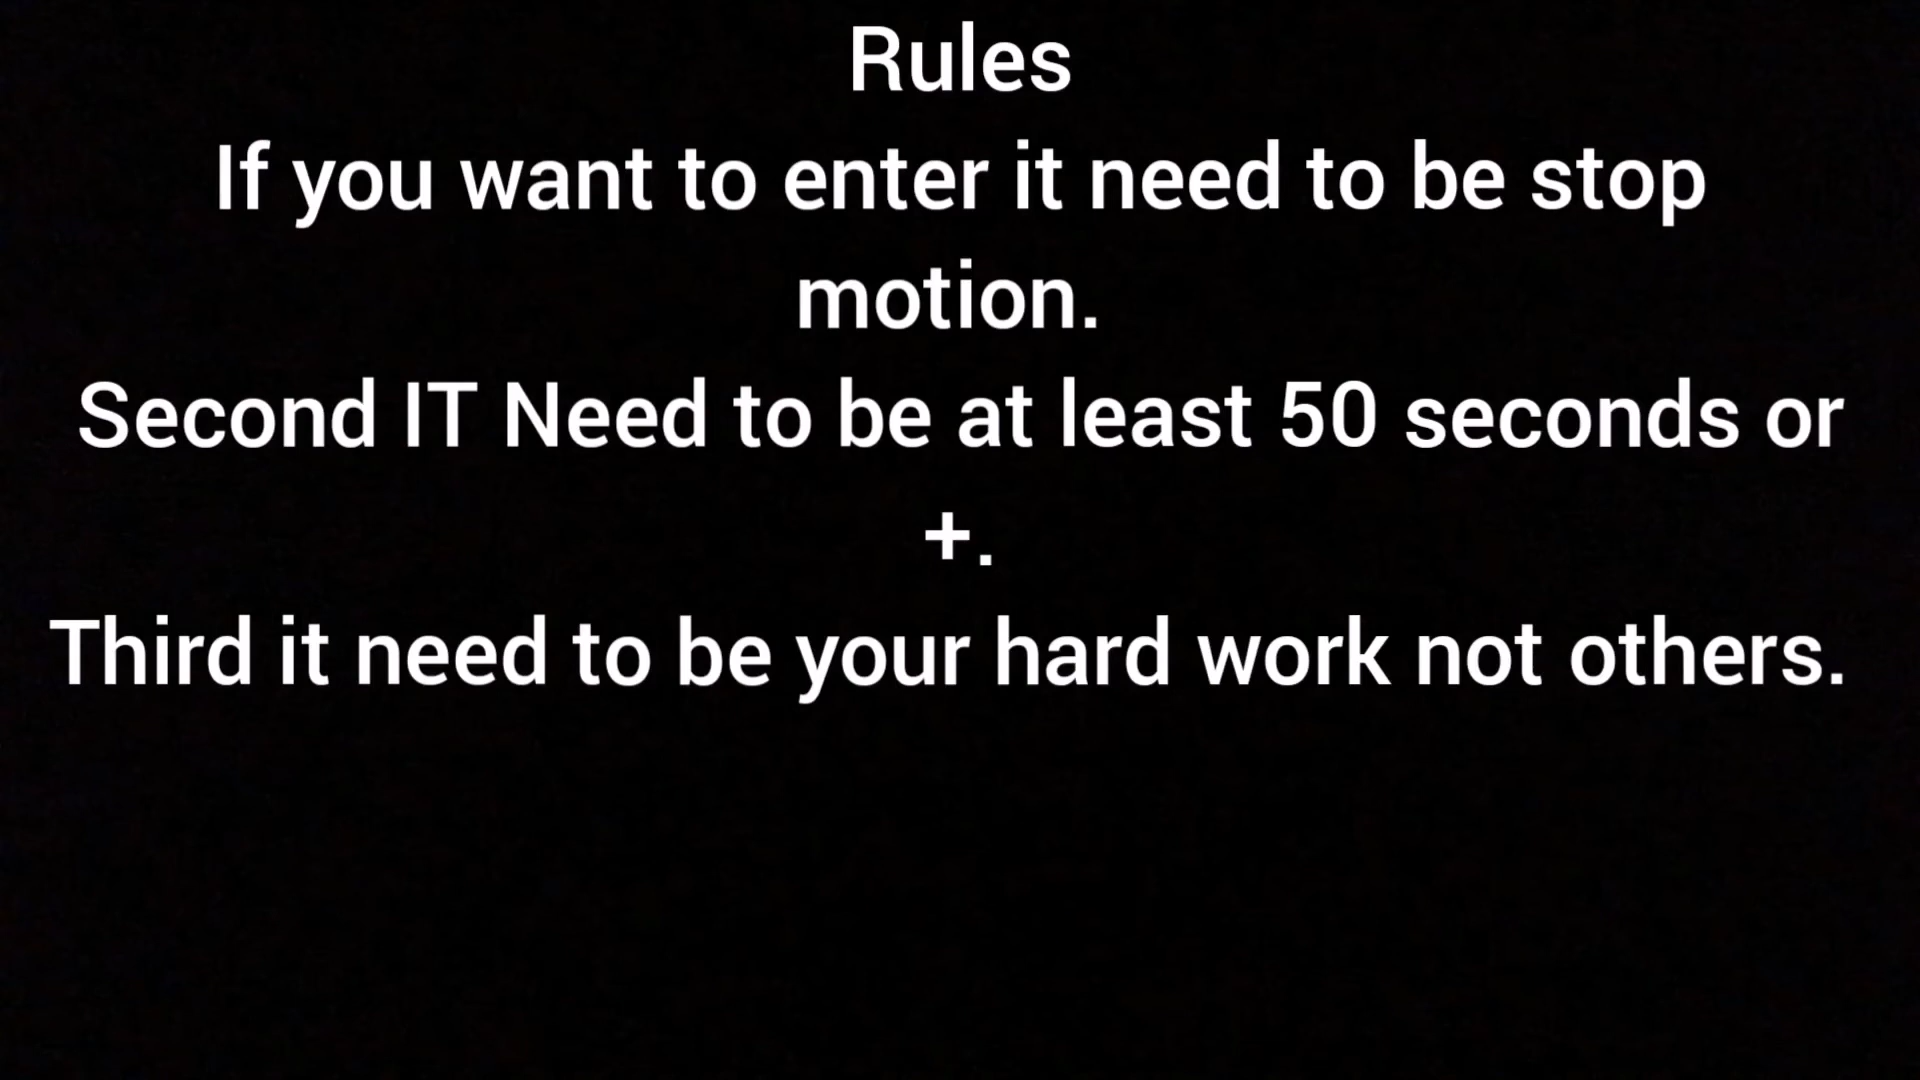 Rules
If you want to enter it need to be stop
motion.
Second IT Need to be at least 50 seconds or
+.
Third it need to be your hard work not others.